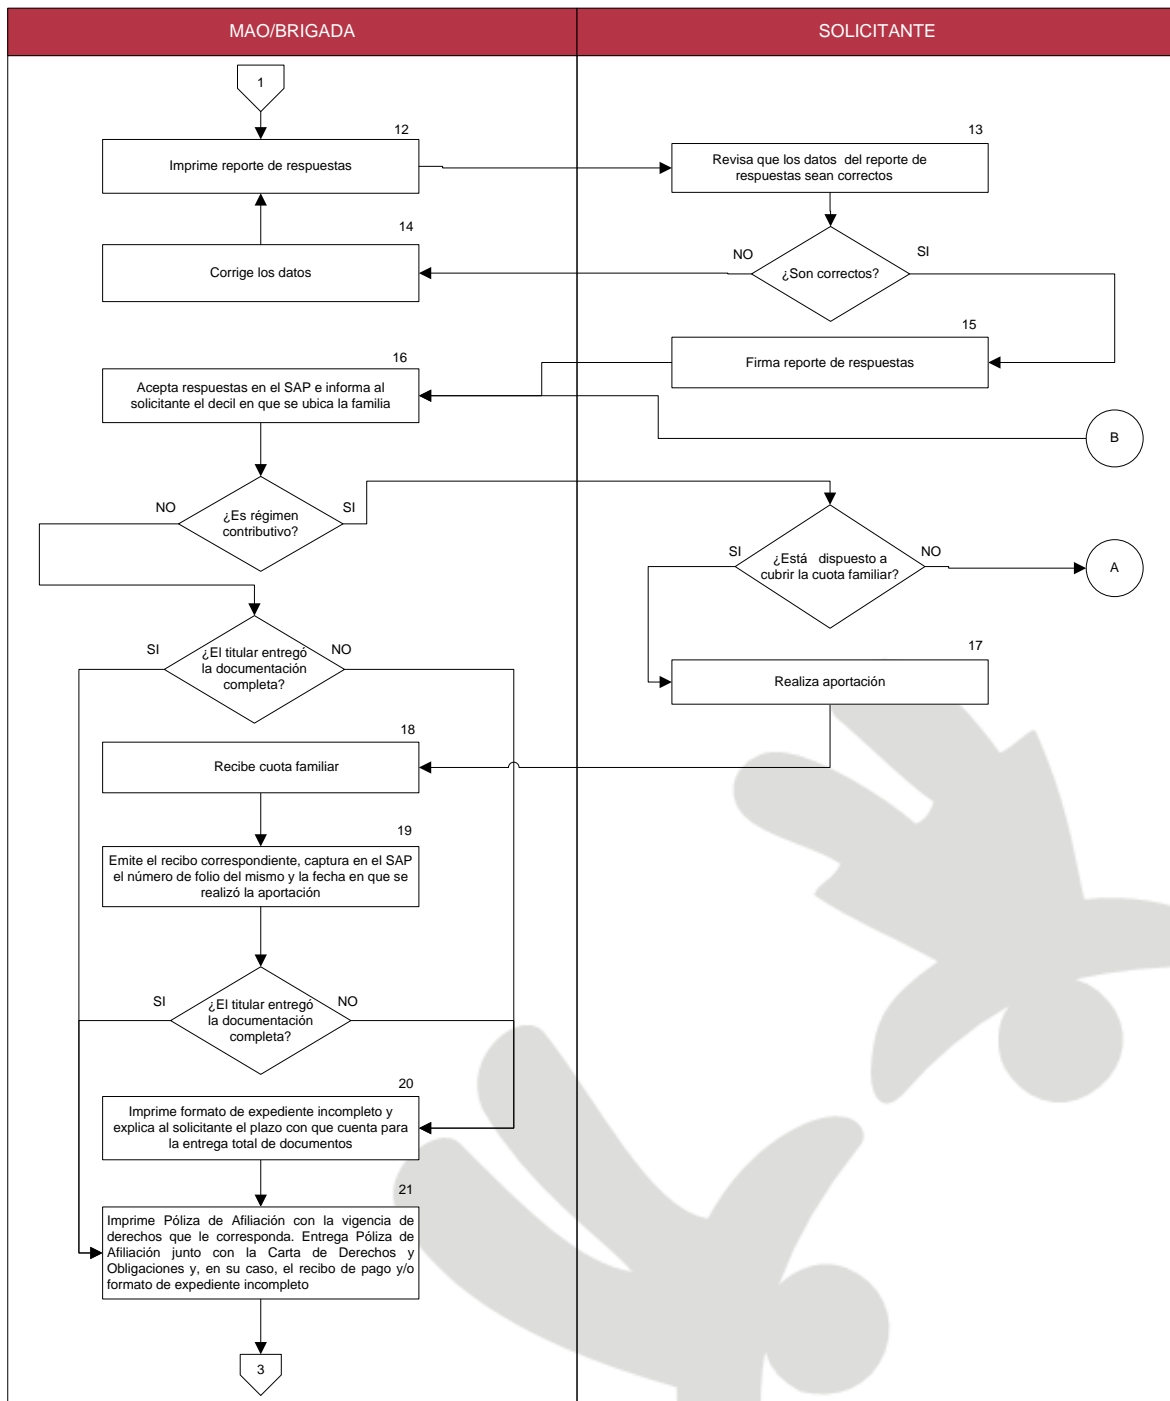 MAO/BRIGADA
SOLICITANTE
1
12
Imprime reporte de respuestas
13
Revisa que los datos del reporte de
respuestas sean correctos
14
Corrige los datos
NO
¿Son correctos?
SI
15
Firma reporte de respuestas
16
Acepta respuestas en el SAP e informa al
solicitante el decil en que se ubica la familia
B
NO
¿Es régimen
contributivo?
SI
SI
¿Está dispuesto a
cubrir la cuota familiar?
NO
A
SI
¿El titular entregó
la documentación
completa?
NO
17
Realiza aportación
18
Recibe cuota familiar
19
Emite el recibo correspondiente, captura en el SAP
el número de folio del mismo y la fecha en que se
realizó la aportación
SI
¿El titular entregó
la documentación
completa?
NO
20
Imprime formato de expediente incompleto y
explica al solicitante el plazo con que cuenta para
la entrega total de documentos
21
Imprime Póliza de Afiliación con la vigencia de
derechos que le corresponda. Entrega Póliza de
Afiliación junto con la Carta de Derechos y
Obligaciones y, en su caso, el recibo de pago y/o
formato de expediente incompleto
3